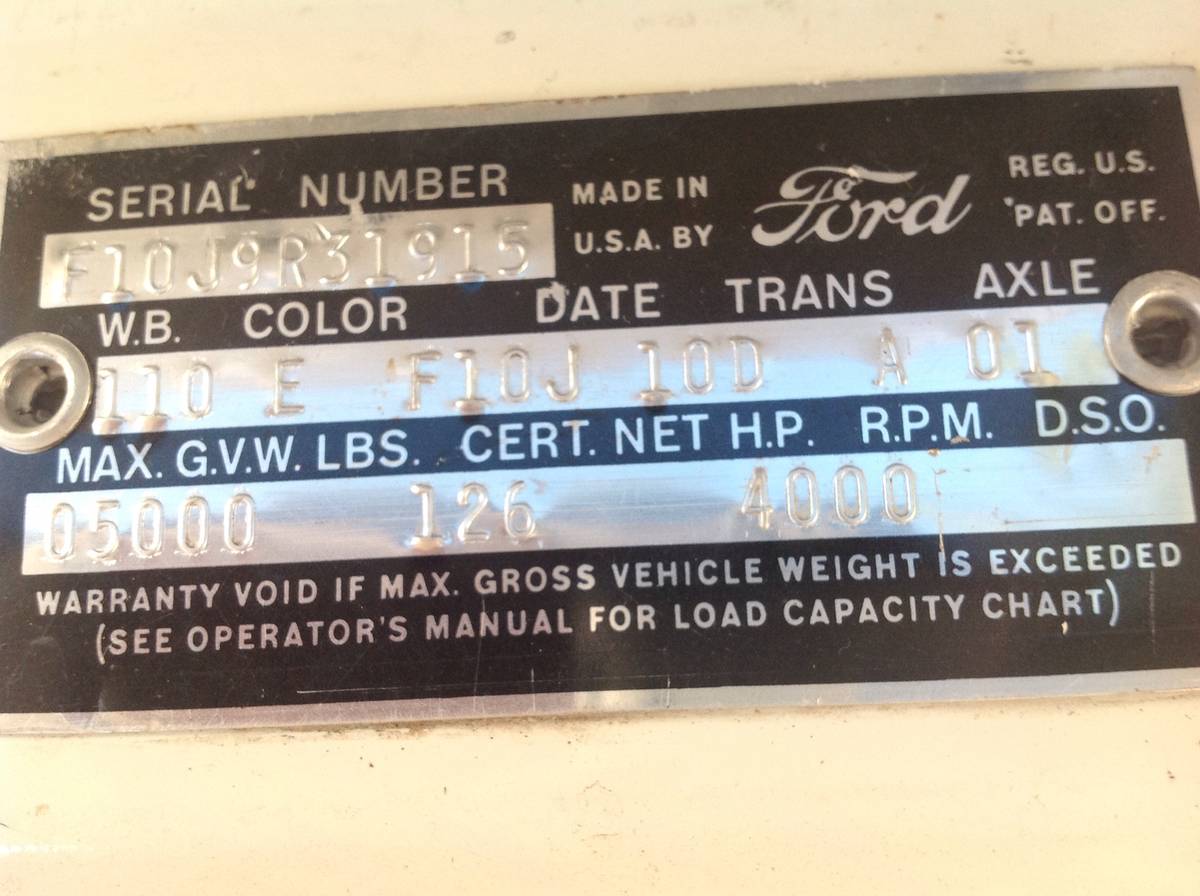 SERIAL NUMBER MADE IN Ford REG. U.S.
F10J9R31915 U.S.A. BY PAT. OFF.
W.B. COLOR DATE TRANS AXLE
110 E F10J 10D A 01
MAX. G.V.W. LBS. CERT. NET H.P. R.P.M. D.S.O.
05000 126 4000
WARRANTY VOID IF MAX. GROSS VEHICLE WEIGHT IS EXCEEDED
(SEE OPERATOR'S MANUAL FOR LOAD CAPACITY CHART)